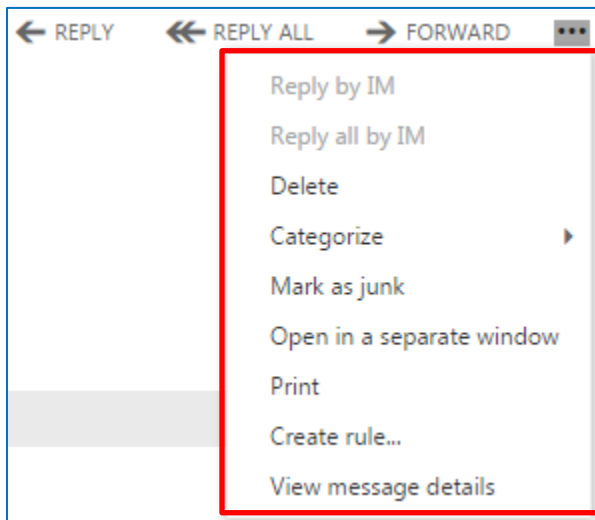 REPLY REPLY ALL FORWARD
Reply by IM
Reply all by IM
Delete
Categorize
Mark as junk
Open in a separate window
Print
Create rule...
View message details